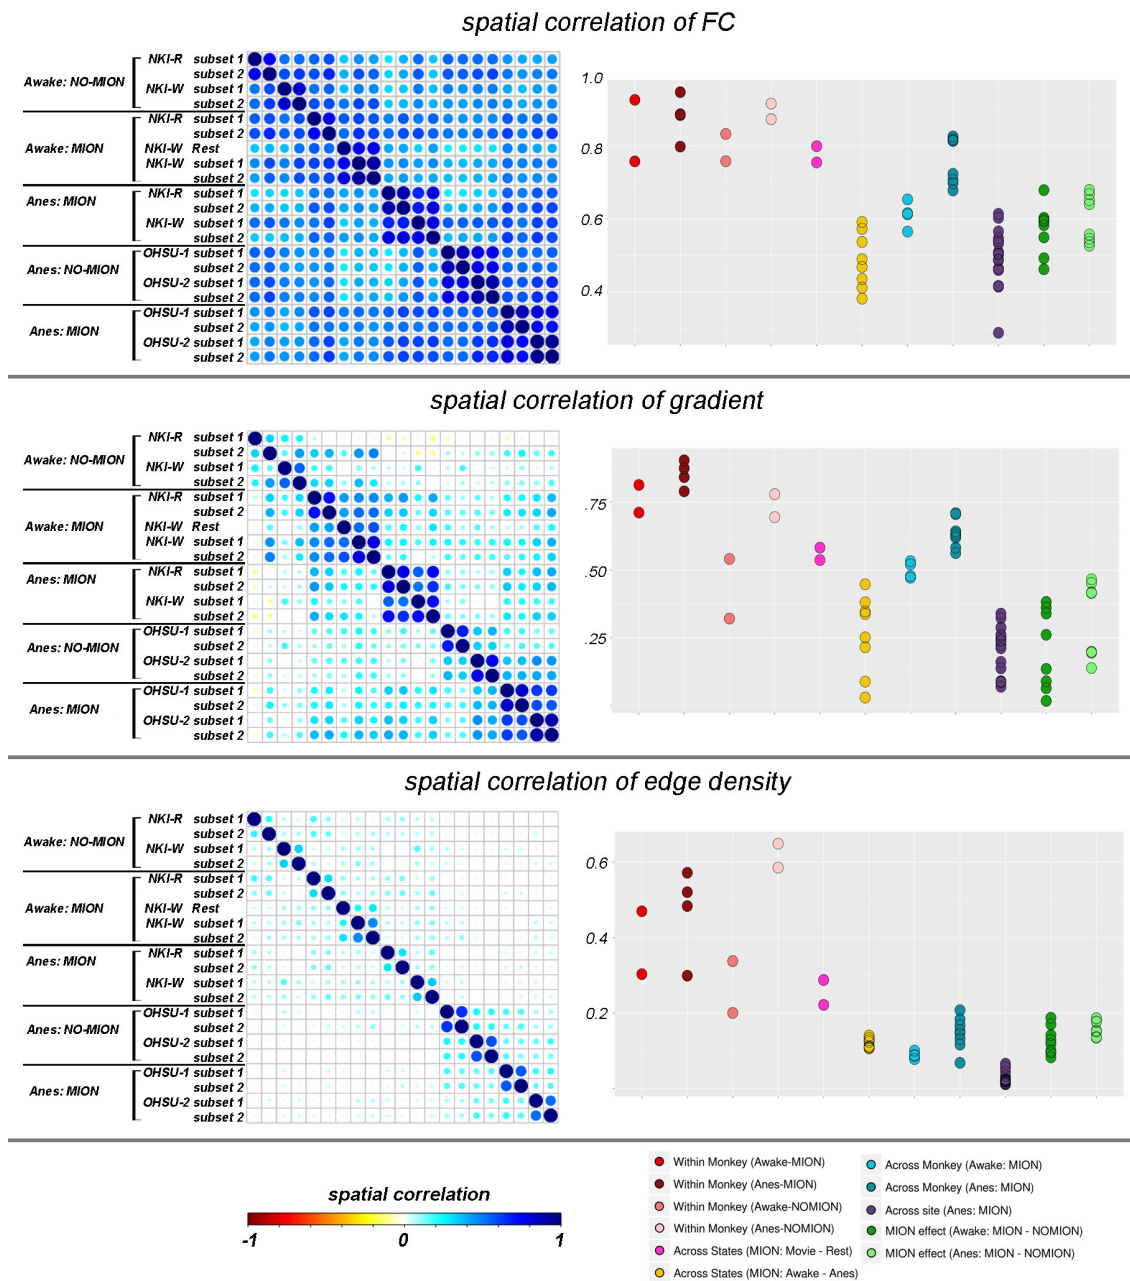 spatial correlation of FC
Awake: NO-MION
NKI-R subset 1
subset 2
NKI-W subset 1
subset 2
Awake: MION
NKI-R subset 1
subset 2
NKI-W Rest
NKI-W subset 1
subset 2
Anes: MION
NKI-R subset 1
subset 2
NKI-W subset 1
subset 2
Anes: NO-MION
OHSU-1 subset 1
subset 2
OHSU-2 subset 1
subset 2
Anes: MION
OHSU-1 subset 1
subset 2
OHSU-2 subset 1
subset 2
1.0
0.8
0.6
0.4
spatial correlation of gradient
Awake: NO-MION
NKI-R subset 1
subset 2
NKI-W subset 1
subset 2
Awake: MION
NKI-R subset 1
subset 2
NKI-W Rest
NKI-W subset 1
subset 2
Anes: MION
NKI-R subset 1
subset 2
NKI-W subset 1
subset 2
Anes: NO-MION
OHSU-1 subset 1
subset 2
OHSU-2 subset 1
subset 2
Anes: MION
OHSU-1 subset 1
subset 2
OHSU-2 subset 1
subset 2
.75
.50
.25
spatial correlation of edge density
Awake: NO-MION
NKI-R subset 1
subset 2
NKI-W subset 1
subset 2
Awake: MION
NKI-R subset 1
subset 2
NKI-W Rest
NKI-W subset 1
subset 2
Anes: MION
NKI-R subset 1
subset 2
NKI-W subset 1
subset 2
Anes: NO-MION
OHSU-1 subset 1
subset 2
OHSU-2 subset 1
subset 2
Anes: MION
OHSU-1 subset 1
subset 2
OHSU-2 subset 1
subset 2
0.6
0.4
0.2
spatial correlation
-1
0
1
Within Monkey (Awake-MION)
Within Monkey (Anes-MION)
Within Monkey (Awake-NOMION)
Within Monkey (Anes-NOMION)
Across States (MION: Movie - Rest)
Across States (MION: Awake - Anes)
Across Monkey (Awake: MION)
Across Monkey (Anes: MION)
Across site (Anes: MION)
MION effect (Awake: MION - NOMION)
MION effect (Anes: MION - NOMION)